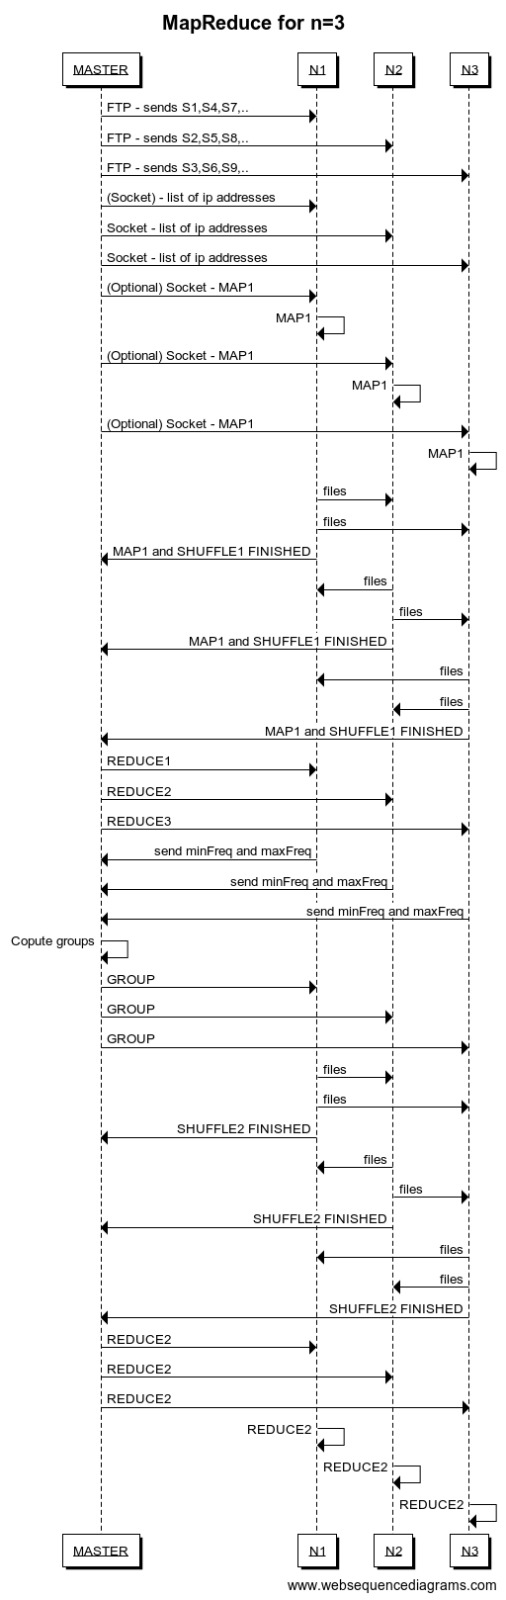 MapReduce for n=3
MASTER
N1
N2
N3
FTP - sends S1,S4,S7,..
FTP - sends S2,S5,S8,..
FTP - sends S3,S6,S9,..
(Socket) - list of ip addresses
Socket - list of ip addresses
Socket - list of ip addresses
(Optional) Socket - MAP1
MAP1
(Optional) Socket - MAP1
MAP1
(Optional) Socket - MAP1
MAP1
files
files
MAP1 and SHUFFLE1 FINISHED
files
files
MAP1 and SHUFFLE1 FINISHED
files
files
MAP1 and SHUFFLE1 FINISHED
REDUCE1
REDUCE2
REDUCE3
send minFreq and maxFreq
send minFreq and maxFreq
send minFreq and maxFreq
Copute groups
GROUP
GROUP
GROUP
files
files
SHUFFLE2 FINISHED
files
files
SHUFFLE2 FINISHED
files
files
SHUFFLE2 FINISHED
REDUCE2
REDUCE2
REDUCE2
REDUCE2
REDUCE2
REDUCE2
MASTER
N1
N2
N3
www.websequencediagrams.com